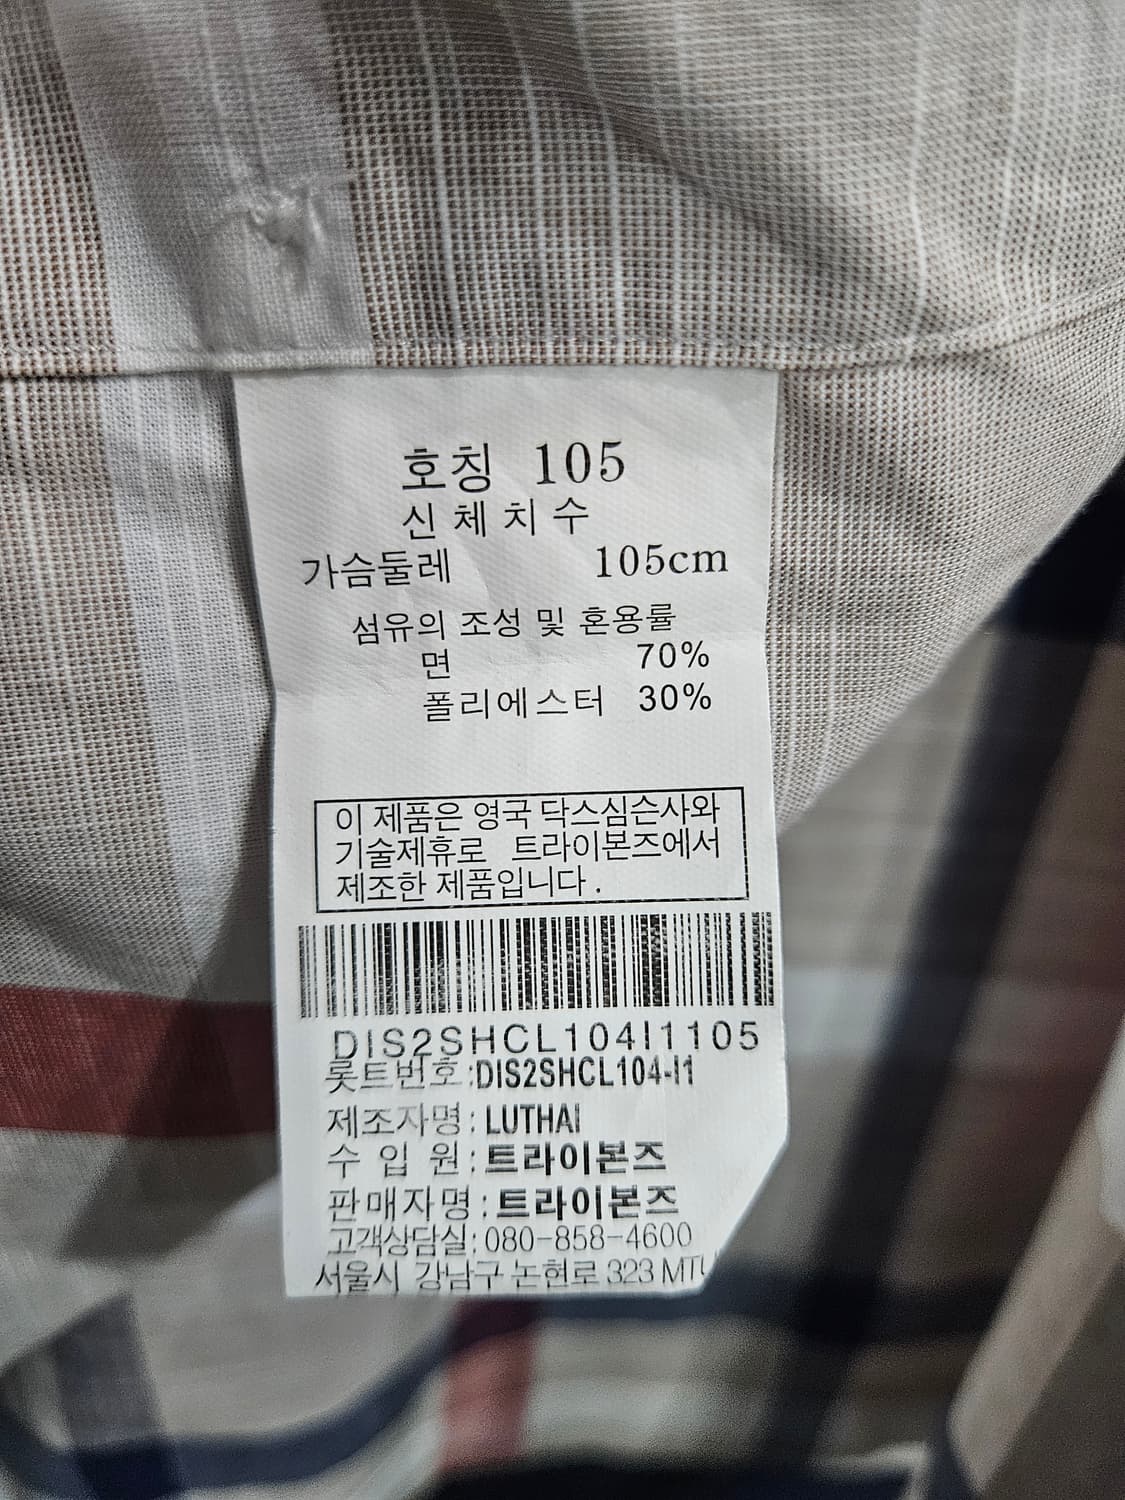 호칭 105
신체치수
가슴둘레 105cm
섬유의 조성 및 혼용률
면 70%
폴리에스터 30%
이 제품은 영국 닥스심슨사와
기술제휴로 트라이본즈에서
제조한 제품입니다.
DIS2SHCL104I1105
롯트번호:DIS2SHCL104-I1
제조자명: LUTHAI
수 입 원: 트라이본즈
판매자명: 트라이본즈
고객상담실: 080-858-4600
서울시 강남구 논현로 323